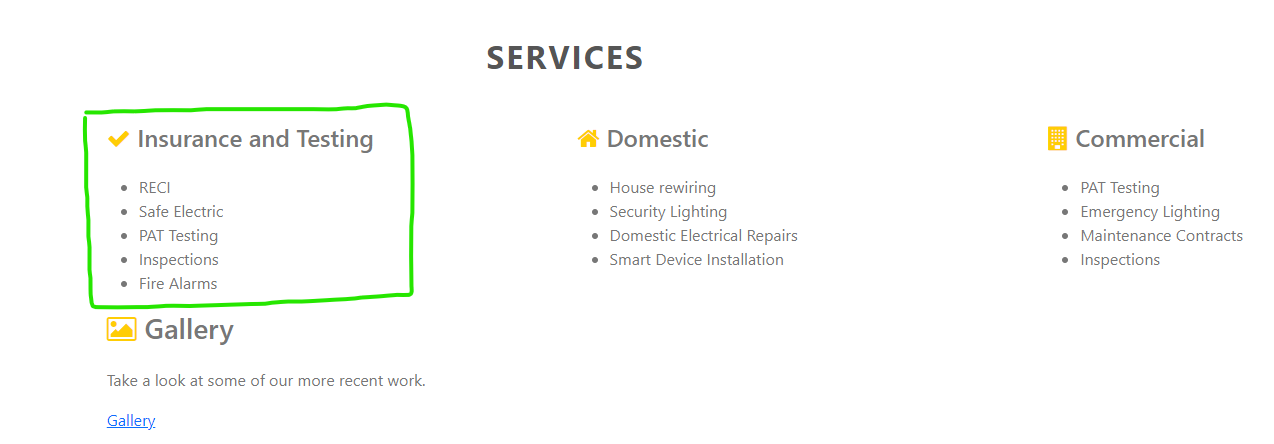 SERVICES
Insurance and Testing
RECI
Safe Electric
PAT Testing
Inspections
Fire Alarms
Domestic
House rewiring
Security Lighting
Domestic Electrical Repairs
Smart Device Installation
Commercial
PAT Testing
Emergency Lighting
Maintenance Contracts
Inspections
Gallery
Take a look at some of our more recent work.
Gallery